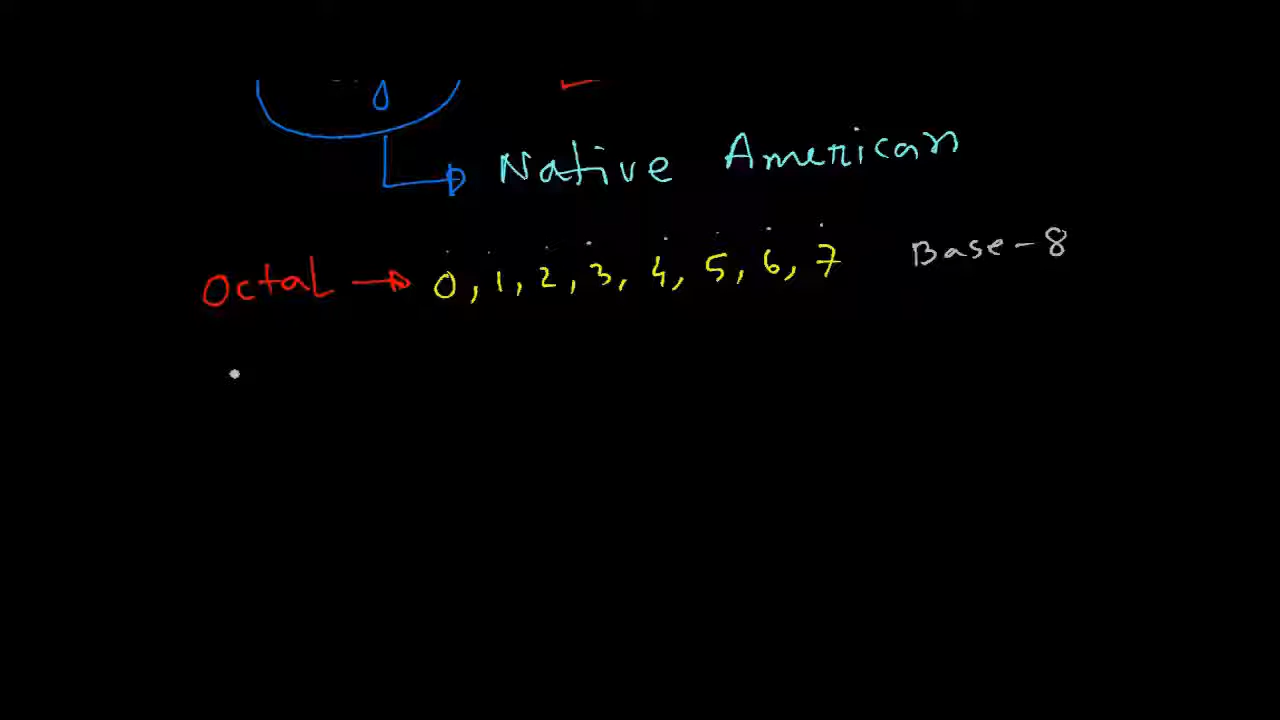 Native American
Octal → 0, 1, 2, 3, 4, 5, 6, 7 Base-8